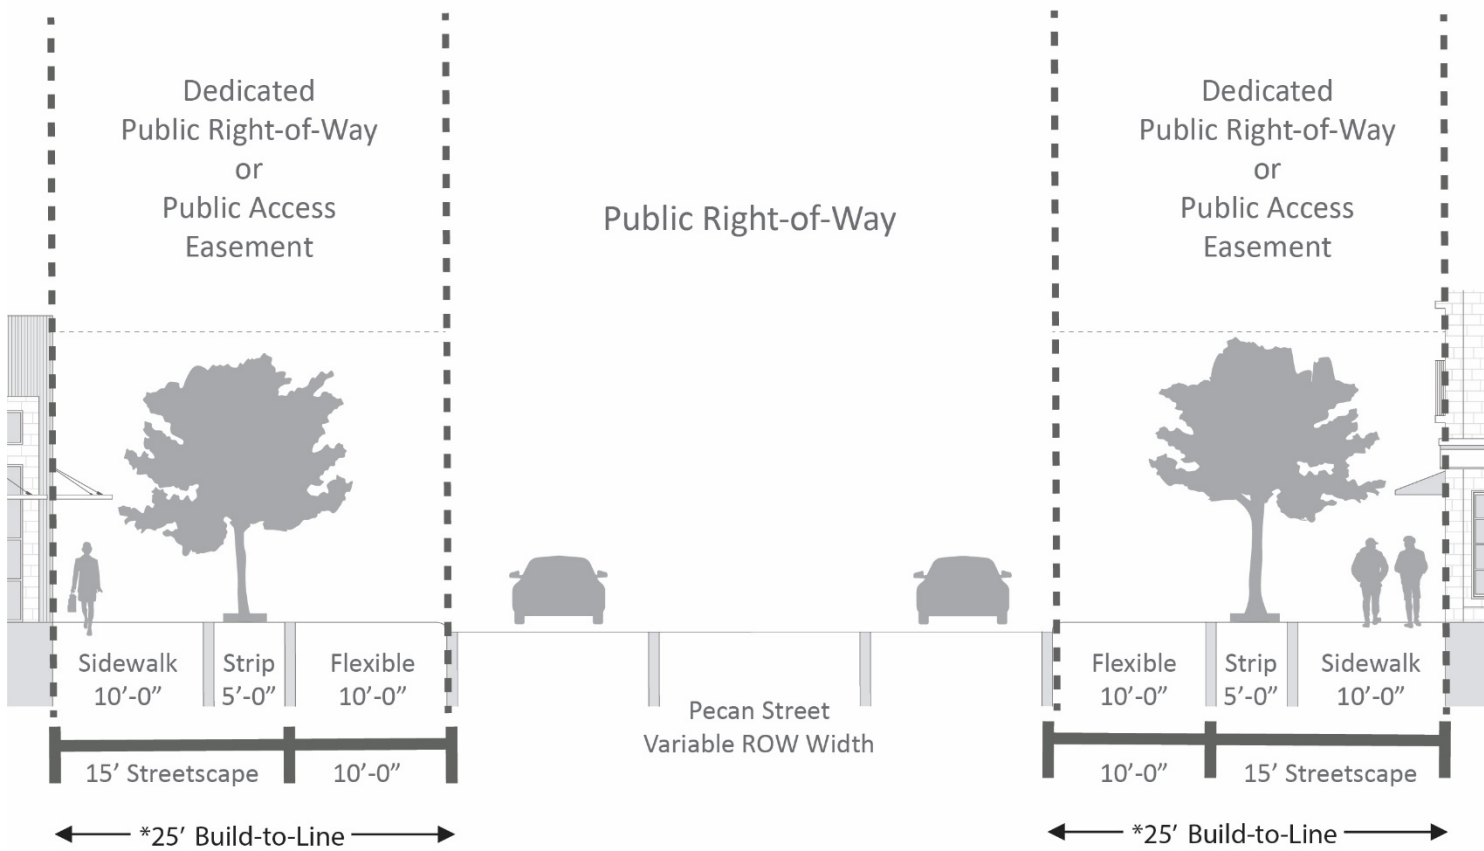 Dedicated
Public Right-of-Way
or
Public Access
Easement
Public Right-of-Way
Dedicated
Public Right-of-Way
or
Public Access
Easement
Sidewalk
10’-0”
Strip
5’-0”
Flexible
10’-0”
Pecan Street
Variable ROW Width
Flexible
10’-0”
Strip
5’-0”
Sidewalk
10’-0”
15’ Streetscape
10’-0”
10’-0”
15’ Streetscape
*25’ Build-to-Line
*25’ Build-to-Line